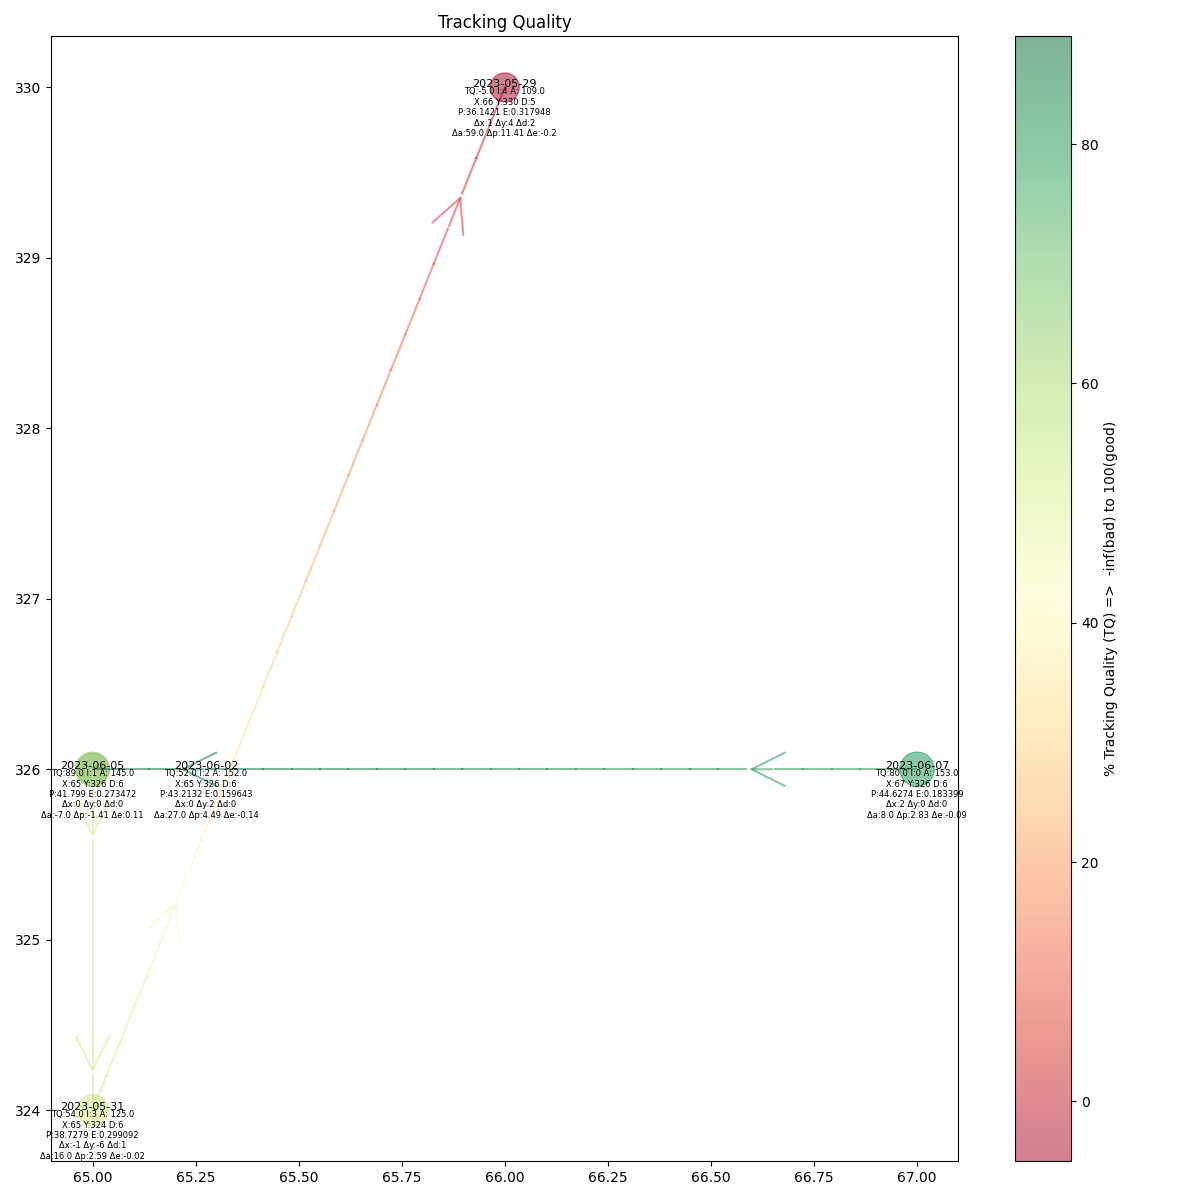 Tracking Quality
330
329
328
327
326
325
324
2023-05-29
TQ:-5.0 I:4 A: 109.0
X:66 Y:330 D:5
P:36.1421 E:0.317948
Δx:1 Δy:4 Δd:2
Δa:59.0 Δp:11.41 Δe:-0.2
2023-06-05
TQ:89.0 I:1 A: 145.0
X:65 Y:326 D:6
P:41.799 E:0.273472
Δx:0 Δy:0 Δd:0
Δa:-7.0 Δp:-1.41 Δe:0.11
2023-06-02
TQ:52.0 I:2 A: 152.0
X:65 Y:326 D:6
P:43.2132 E:0.159643
Δx:0 Δy:2 Δd:0
Δa:27.0 Δp:4.49 Δe:-0.14
2023-06-07
TQ:80.0 I:0 A: 153.0
X:67 Y:326 D:6
P:44.6274 E:0.183399
Δx:2 Δy:0 Δd:0
Δa:8.0 Δp:2.83 Δe:-0.09
2023-05-31
TQ:54.0 I:3 A: 125.0
X:65 Y:324 D:6
P:38.7279 E:0.299092
Δx:-1 Δy:-6 Δd:1
Δa:16.0 Δp:2.59 Δe:-0.02
65.00 65.25 65.50 65.75 66.00 66.25 66.50 66.75 67.00
80
60
40
20
0
% Tracking Quality (TQ) => -inf(bad) to 100(good)